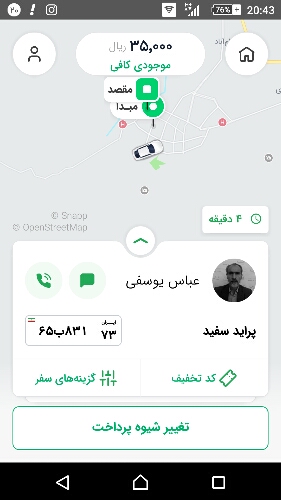 ۲۰ 76% 20:43
۳۵,۰۰۰ ریال
موجودی کافی
مقصد
مبدا
© Snapp
© OpenStreetMap
۴ دقیقه
عباس یوسفی
پراید سفید
۸۳۱ب۶۵ ایران ۷۳
کد تخفیف
گزینه‌های سفر
تغییر شیوه پرداخت